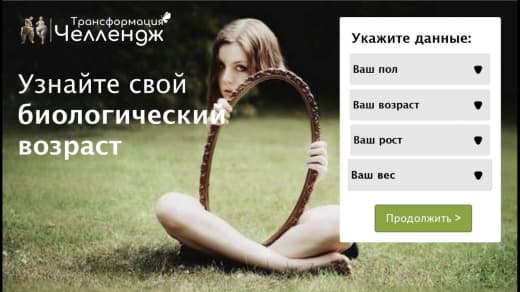 Трансформация
Челлендж
Узнайте свой
биологический
возраст
Укажите данные:
Ваш пол
Ваш возраст
Ваш рост
Ваш вес
Продолжить >